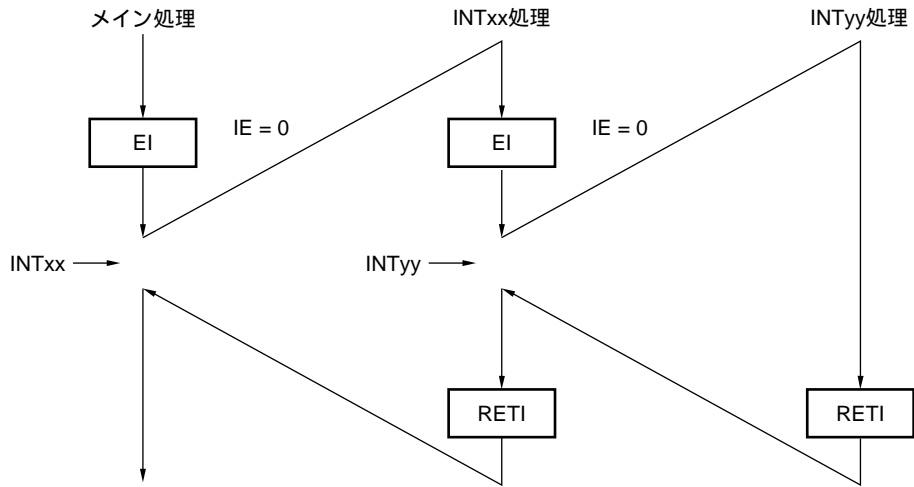 メイン処理
INTxx処理
INTyy処理
EI
IE = 0
EI
IE = 0
INTxx
INTyy
RETI
RETI